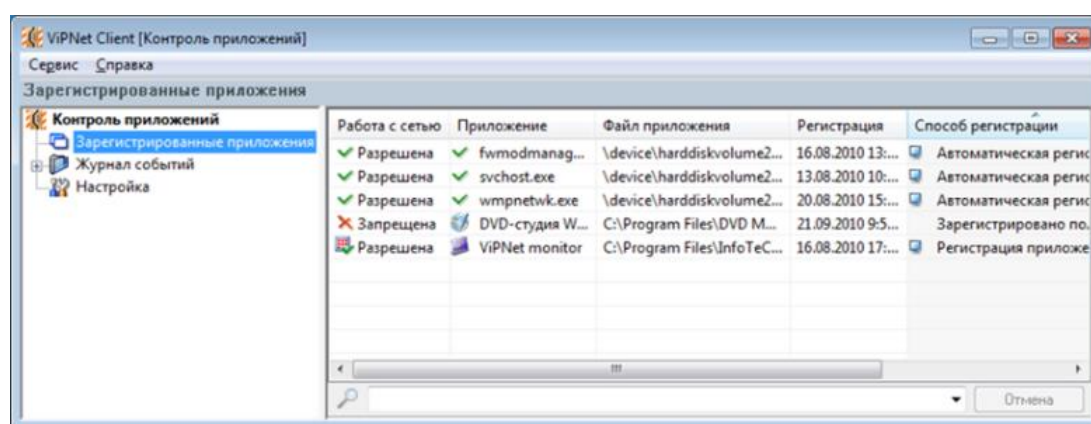 ViPNet Client [Контроль приложений]
Сервис Справка
Зарегистрированные приложения
Контроль приложений
Зарегистрированные приложения
Журнал событий
Настройка
Работа с сетью Приложение Файл приложения Регистрация Способ регистрации
Разрешена fwmodmanag... \device\harddiskvolume2... 16.08.2010 13:... Автоматическая регис
Разрешена svchost.exe \device\harddiskvolume2... 13.08.2010 10:... Автоматическая регис
Разрешена wmpnetwk.exe \device\harddiskvolume2... 20.08.2010 15:... Автоматическая регис
Запрещена DVD-студия W... C:\Program Files\DVD M... 21.09.2010 9:5... Зарегистрировано по.
Разрешена ViPNet monitor C:\Program Files\InfoTeC... 16.08.2010 17:... Регистрация приложе
Отмена